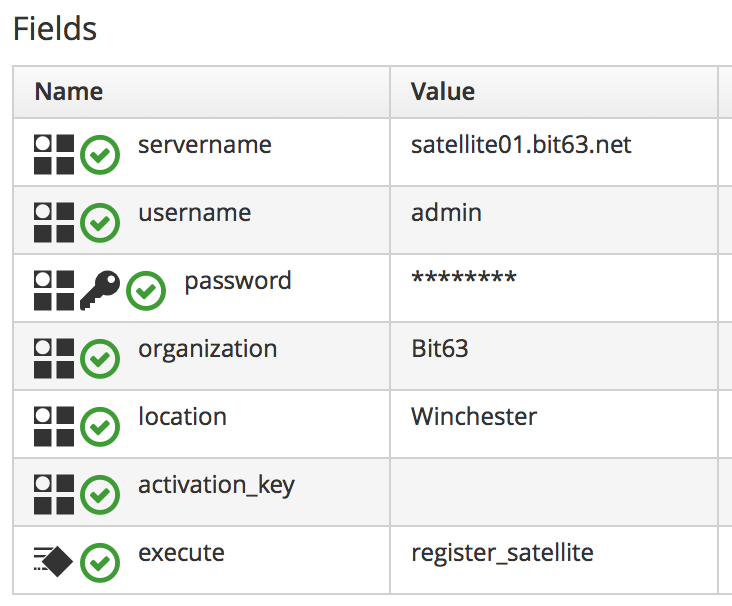 Fields
Name Value
servername satellite01.bit63.net
username admin
password ********
organization Bit63
location Winchester
activation_key
execute register_satellite